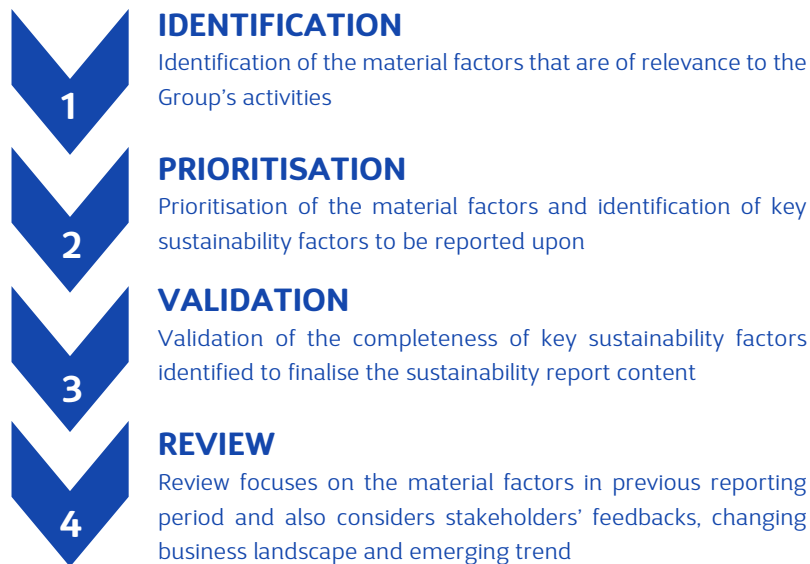 IDENTIFICATION
Identification of the material factors that are of relevance to the
Group's activities
1
PRIORITISATION
Prioritisation of the material factors and identification of key
sustainability factors to be reported upon
2
VALIDATION
Validation of the completeness of key sustainability factors
identified to finalise the sustainability report content
3
REVIEW
Review focuses on the material factors in previous reporting
period and also considers stakeholders' feedbacks, changing
business landscape and emerging trend
4